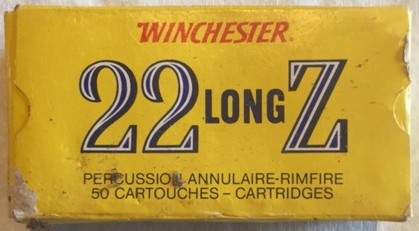 WINCHESTER
22 LONG Z
PERCUSSION ANNULAIRE-RIMFIRE
50 CARTOUCHES – CARTRIDGES